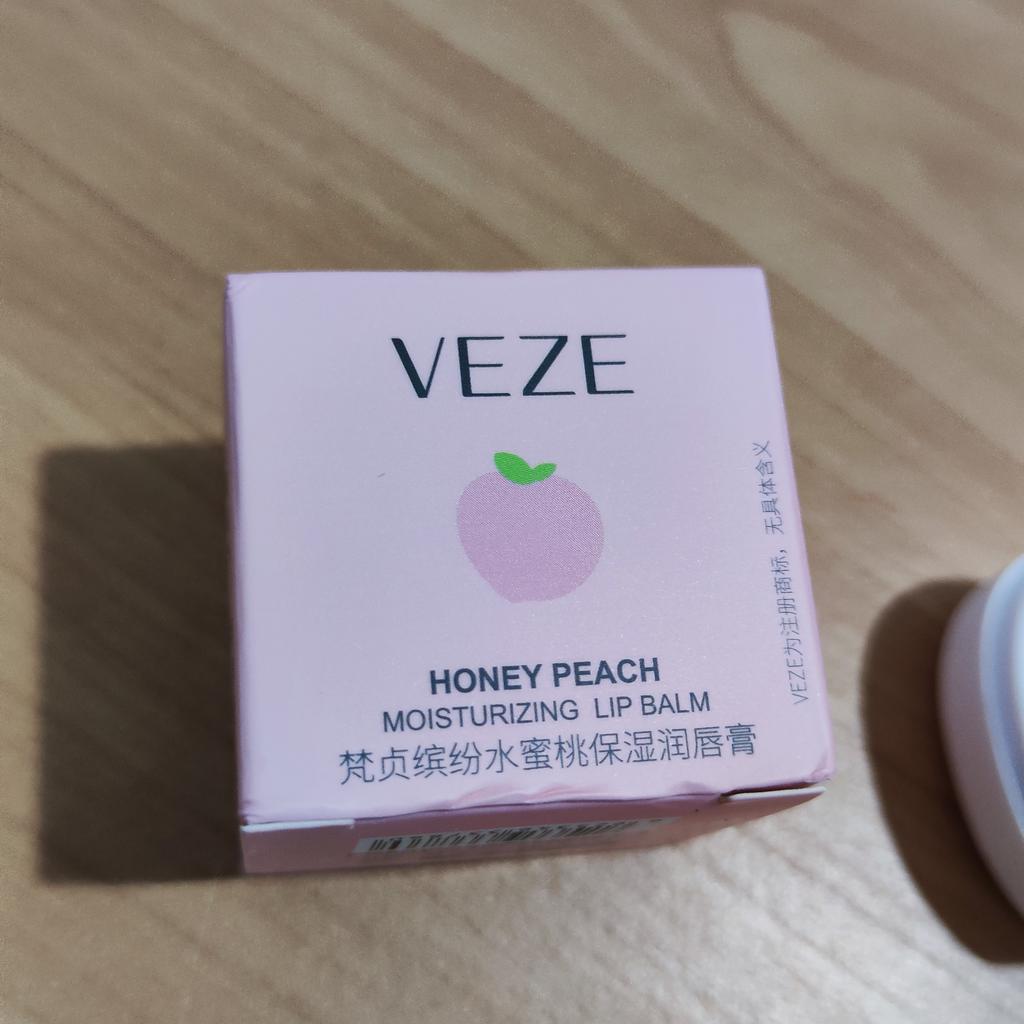 VEZE
HONEY PEACH
MOISTURIZING LIP BALM
梵贞缤纷水蜜桃保湿润唇膏
VEZE为注册商标，无具体含义